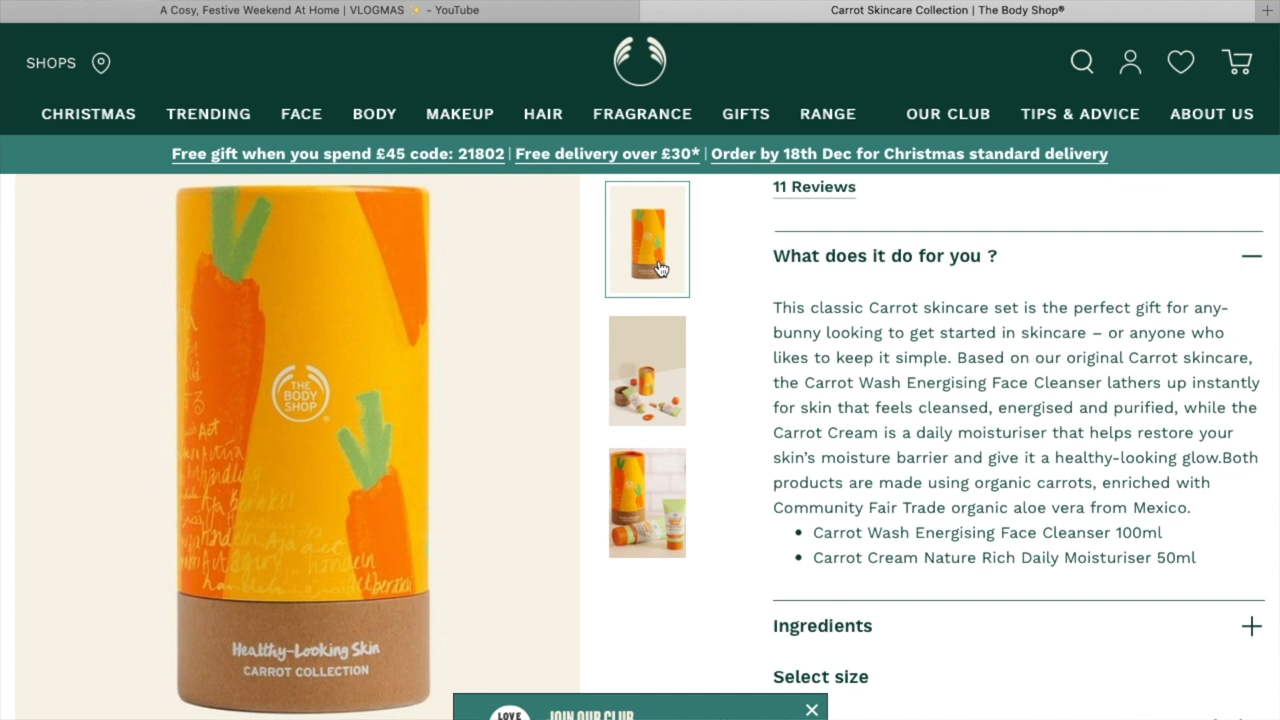 A Cosy, Festive Weekend At Home | VLOGMAS ✨ - YouTube
Carrot Skincare Collection | The Body Shop®
SHOPS
CHRISTMAS TRENDING FACE BODY MAKEUP HAIR FRAGRANCE GIFTS RANGE OUR CLUB TIPS & ADVICE ABOUT US
Free gift when you spend £45 code: 21802 | Free delivery over £30* | Order by 18th Dec for Christmas standard delivery
THE
BODY
SHOP
Healthy-Looking Skin
CARROT COLLECTION
11 Reviews
What does it do for you ?
This classic Carrot skincare set is the perfect gift for any-
bunny looking to get started in skincare – or anyone who
likes to keep it simple. Based on our original Carrot skincare,
the Carrot Wash Energising Face Cleanser lathers up instantly
for skin that feels cleansed, energised and purified, while the
Carrot Cream is a daily moisturiser that helps restore your
skin's moisture barrier and give it a healthy-looking glow.Both
products are made using organic carrots, enriched with
Community Fair Trade organic aloe vera from Mexico.
• Carrot Wash Energising Face Cleanser 100ml
• Carrot Cream Nature Rich Daily Moisturiser 50ml
Ingredients
Select size
LOVE
JOIN OUR CLUB